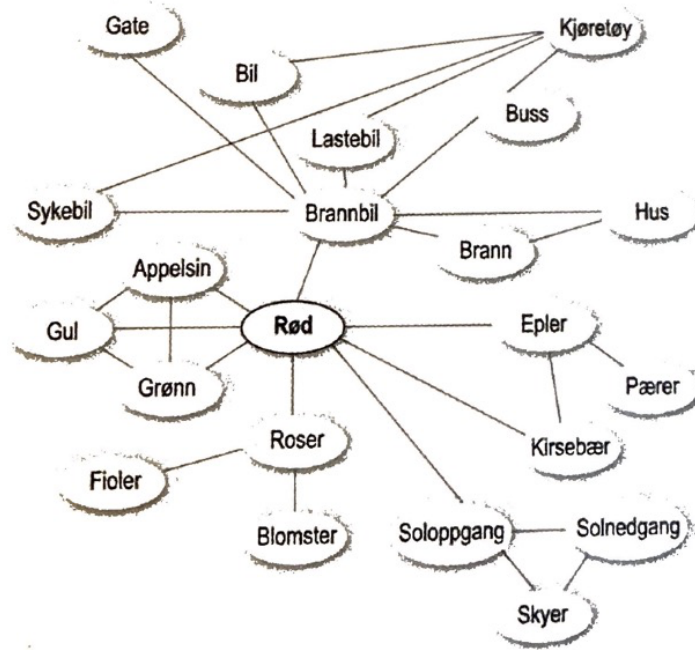 Gate
Kjøretøy
Bil
Buss
Lastebil
Sykebil
Brannbil
Hus
Brann
Appelsin
Gul
Rød
Epler
Grønn
Pærer
Roser
Kirsebær
Fioler
Blomster
Soloppgang
Solnedgang
Skyer